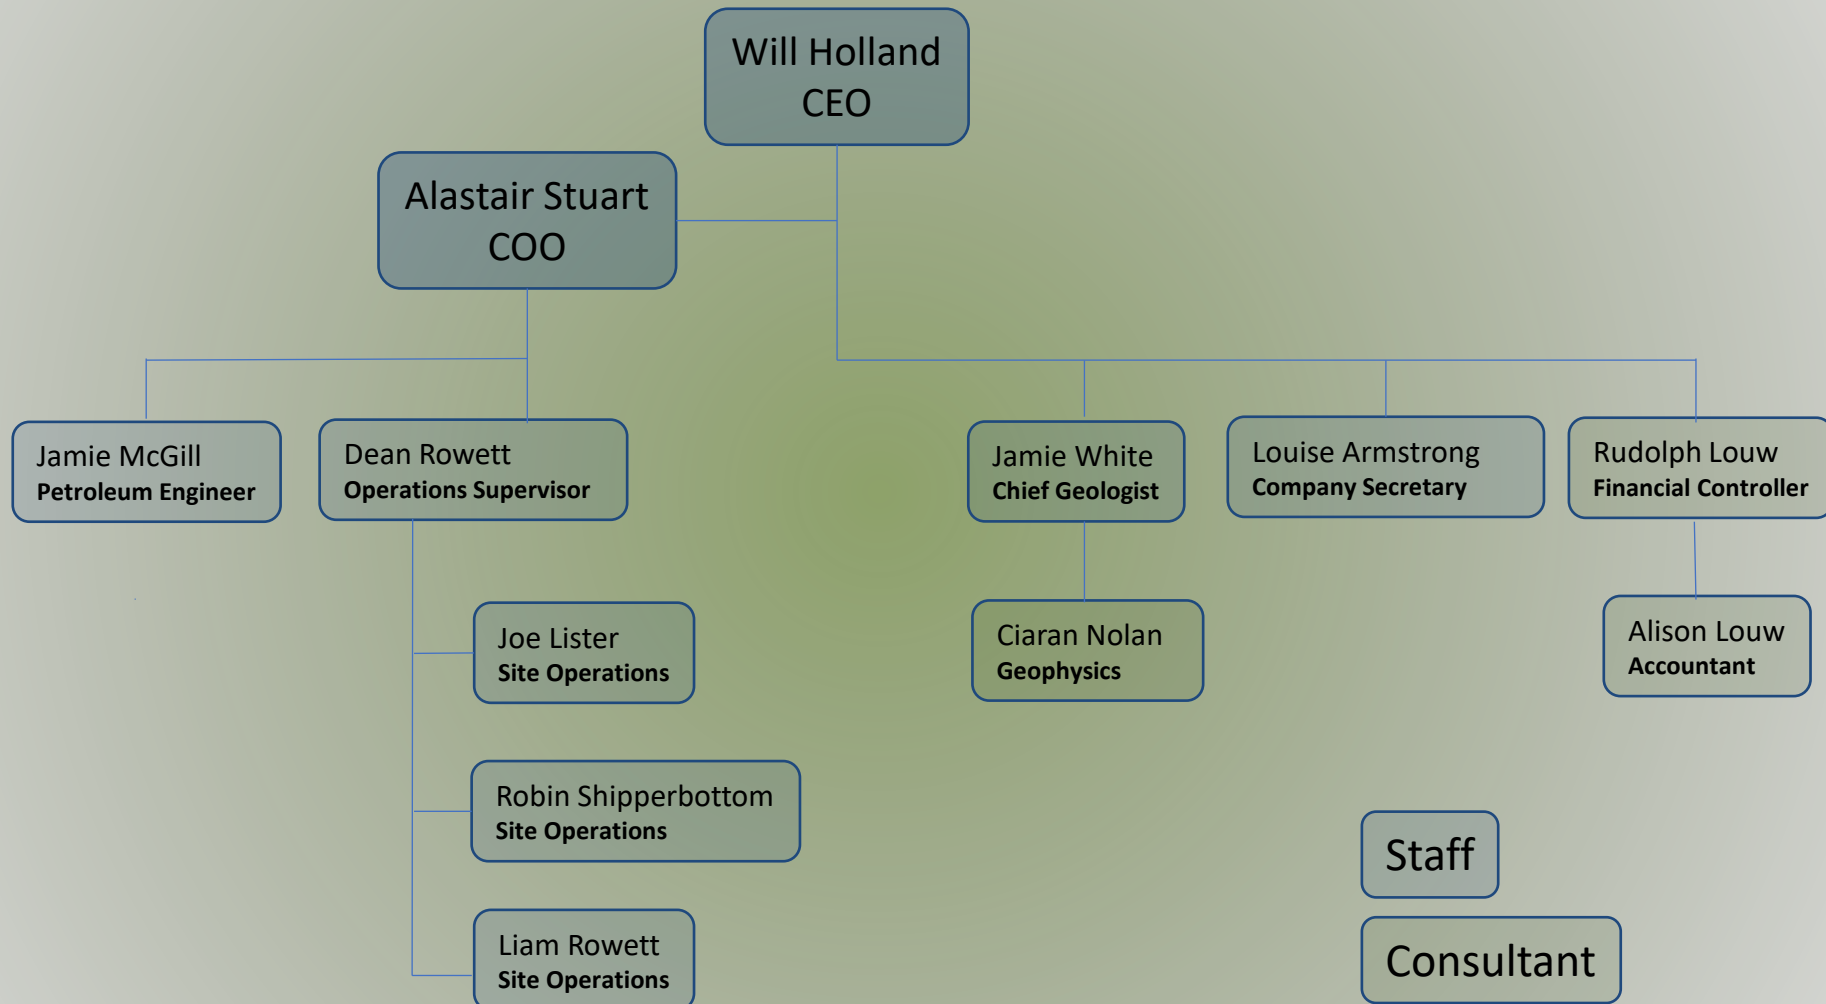 Will Holland
CEO
Alastair Stuart
COO
Jamie McGill
Petroleum Engineer
Dean Rowett
Operations Supervisor
Jamie White
Chief Geologist
Louise Armstrong
Company Secretary
Rudolph Louw
Financial Controller
Joe Lister
Site Operations
Ciaran Nolan
Geophysics
Alison Louw
Accountant
Robin Shipperbottom
Site Operations
Staff
Liam Rowett
Site Operations
Consultant